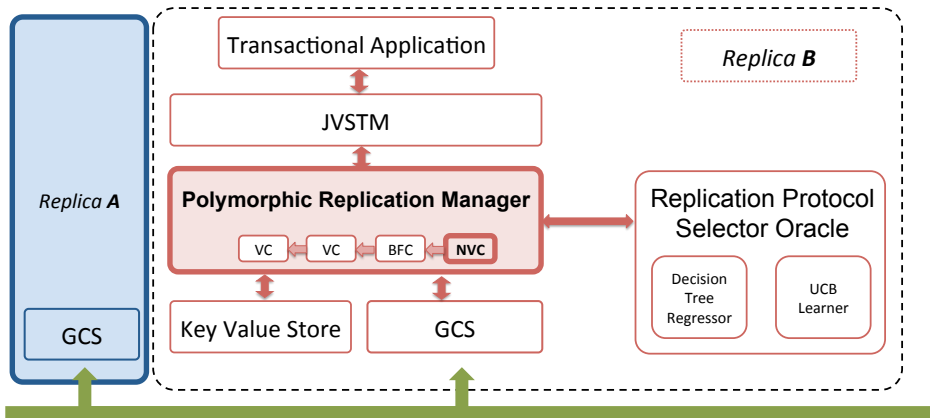 Replica A
GCS
Transactional Application
Replica B
JVSTM
Polymorphic Replication Manager
VC
VC
BFC
NVC
Key Value Store
GCS
Replication Protocol
Selector Oracle
Decision
Tree
Regressor
UCB
Learner